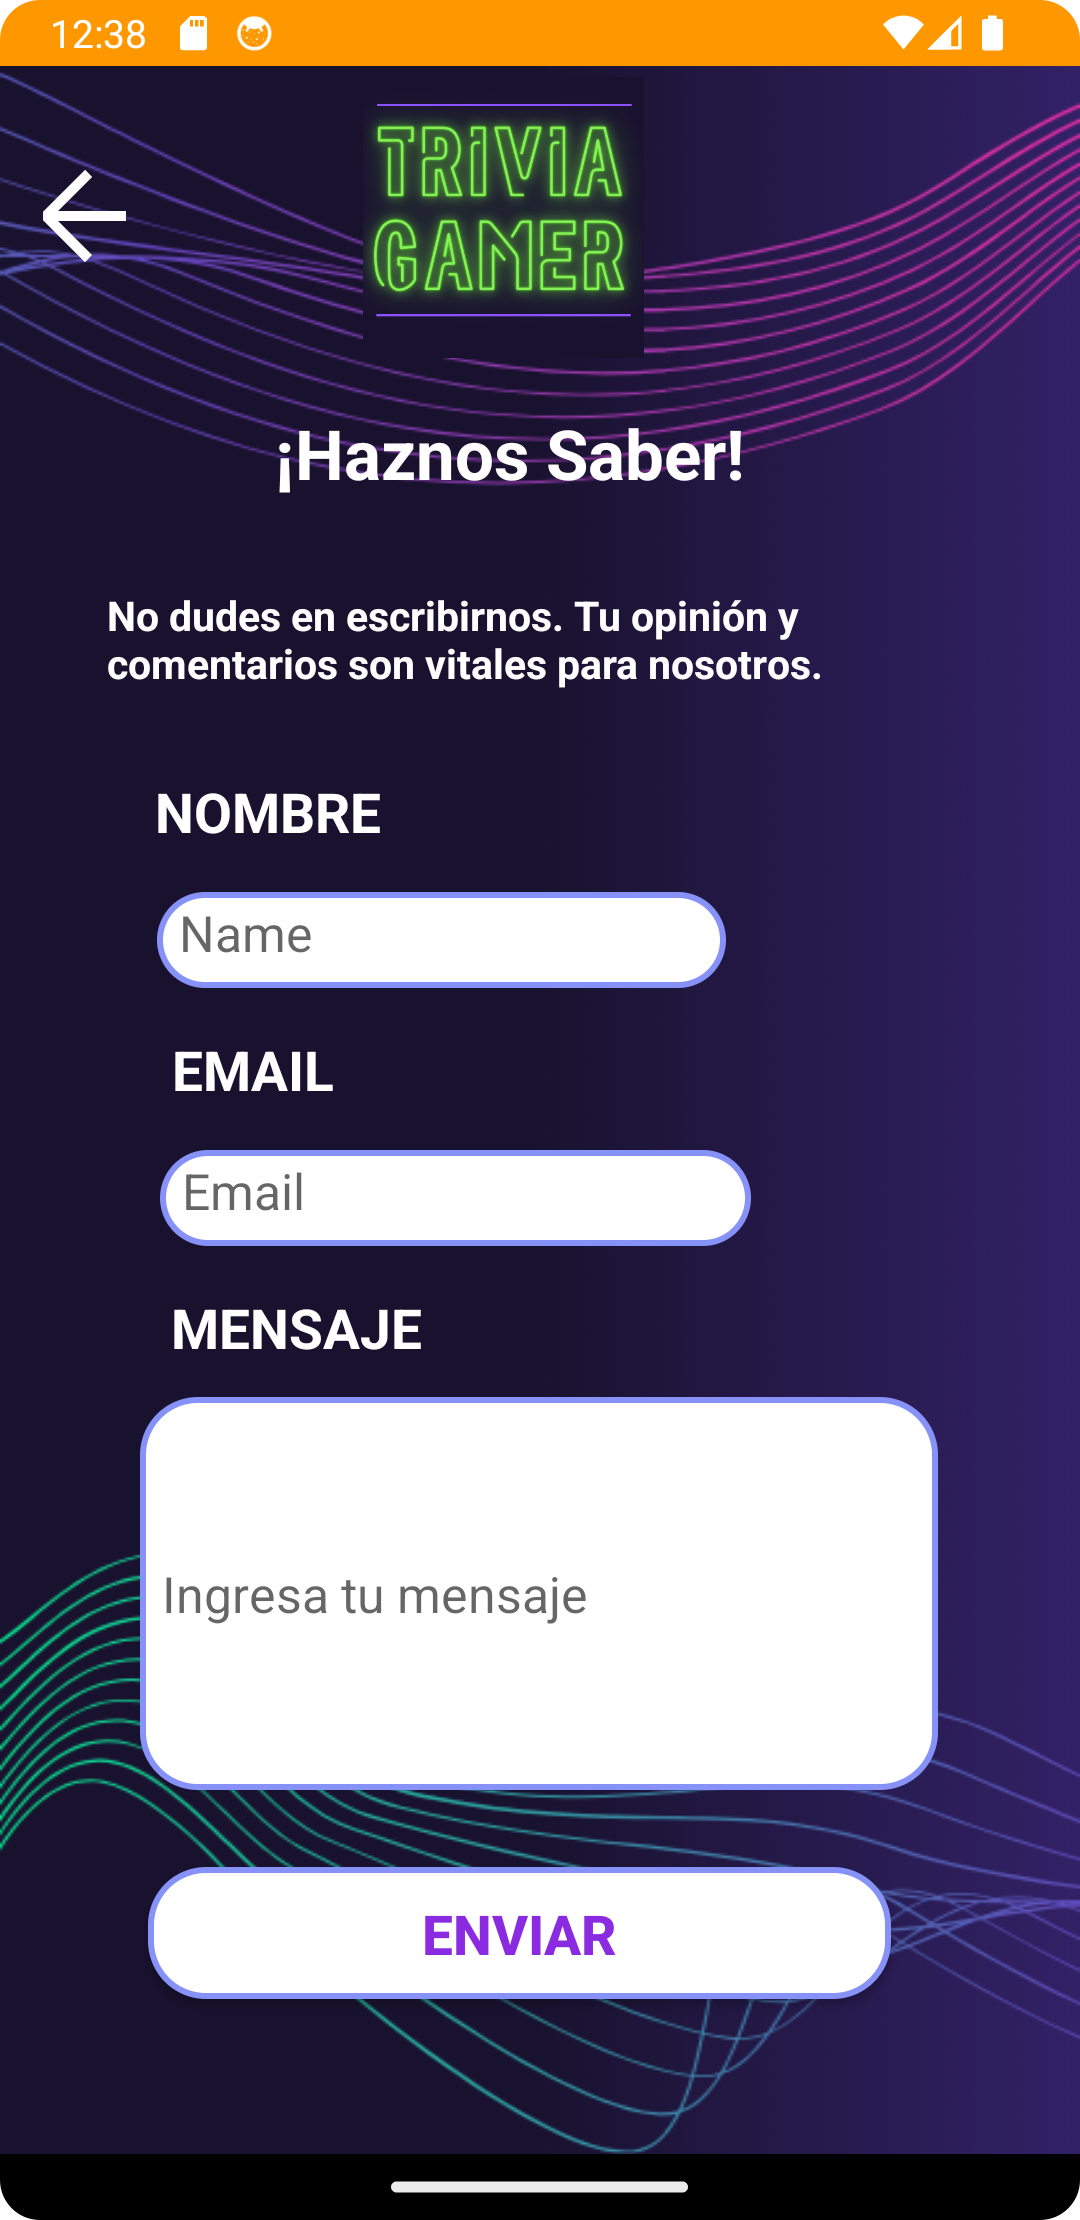 12:38
TRIVIA
GAMER
¡Haznos Saber!
No dudes en escribirnos. Tu opinión y
comentarios son vitales para nosotros.
NOMBRE
Name
EMAIL
Email
MENSAJE
Ingresa tu mensaje
ENVIAR